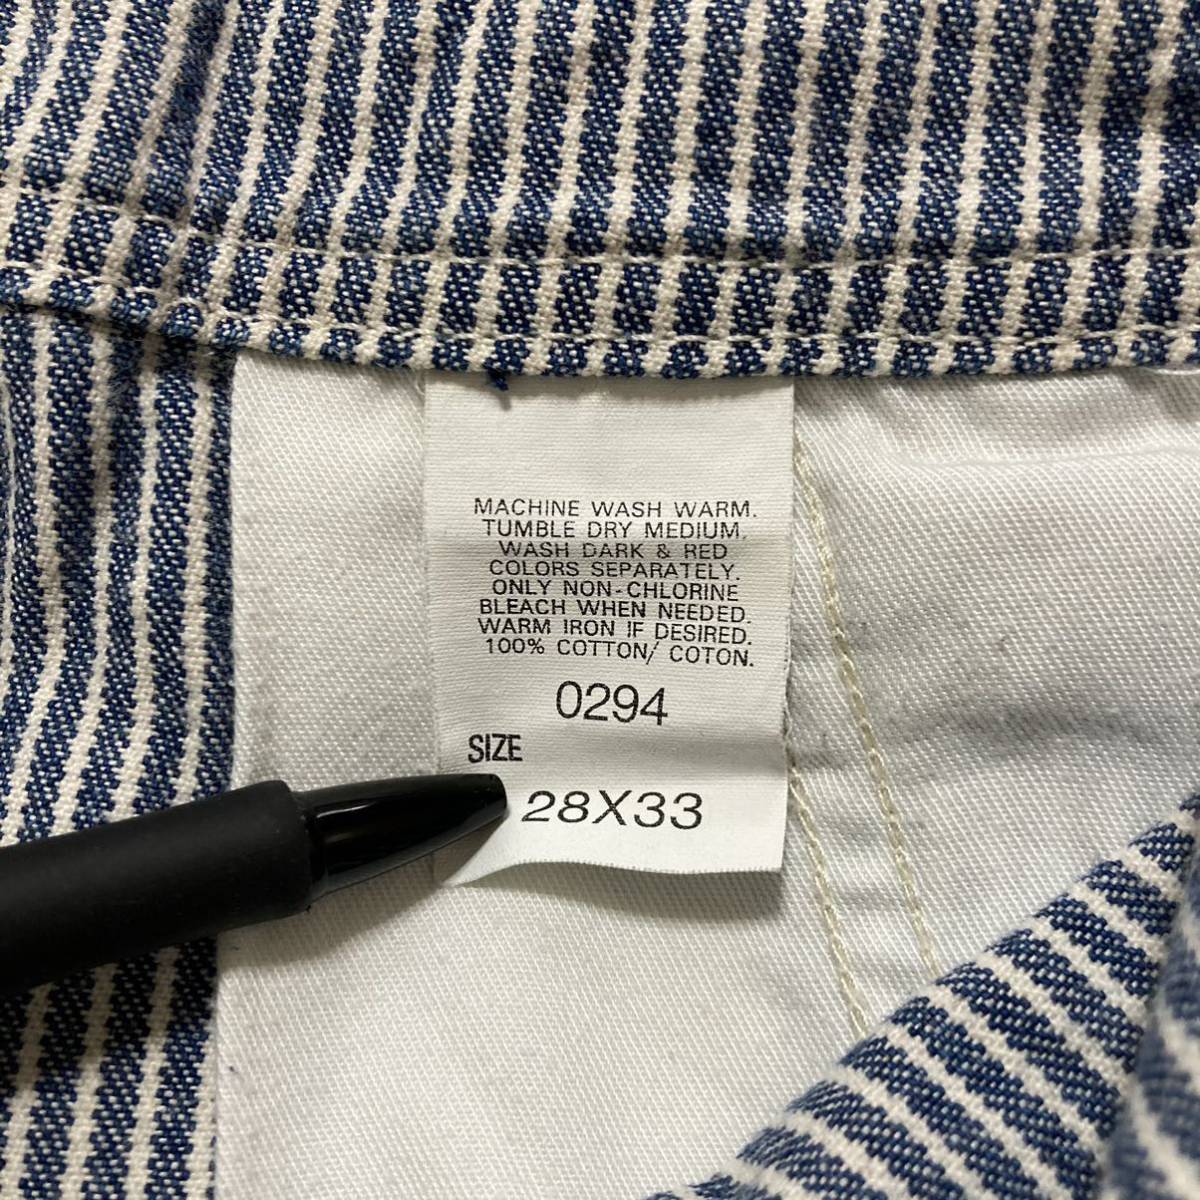 MACHINE WASH WARM.
TUMBLE DRY MEDIUM.
WASH DARK & RED
COLORS SEPARATELY.
ONLY NON-CHLORINE
BLEACH WHEN NEEDED.
WARM IRON IF DESIRED.
100% COTTON/ COTON.
0294
SIZE
28X33